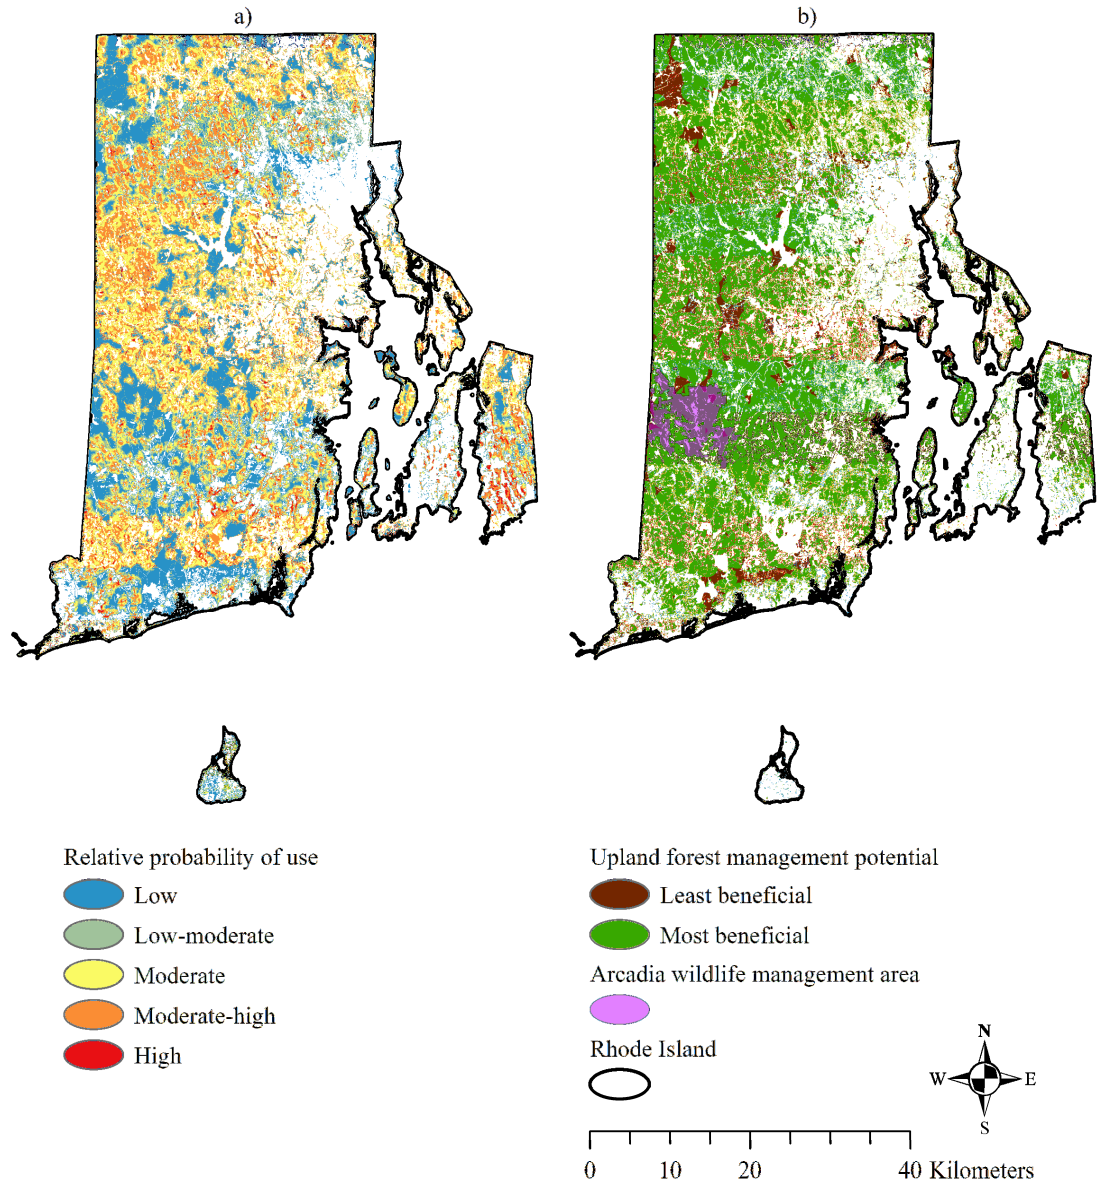 a)
b)
Relative probability of use
Low
Low-moderate
Moderate
Moderate-high
High
Upland forest management potential
Least beneficial
Most beneficial
Arcadia wildlife management area
Rhode Island
N
W
E
S
0 10 20 40 Kilometers